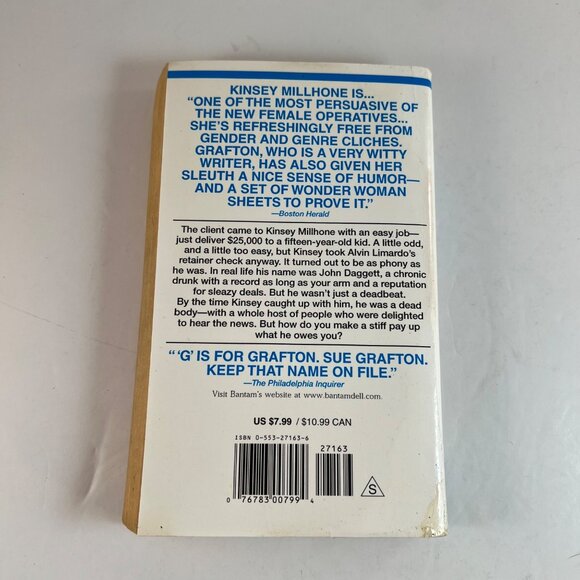 KINSEY MILLHONE IS...
"ONE OF THE MOST PERSUASIVE OF
THE NEW FEMALE OPERATIVES...
SHE'S REFRESHINGLY FREE FROM
GENDER AND GENRE CLICHES.
GRAFTON, WHO IS A VERY WITTY
WRITER, HAS ALSO GIVEN HER
SLEUTH A NICE SENSE OF HUMOR—
AND A SET OF WONDER WOMAN
SHEETS TO PROVE IT."
—Boston Herald
The client came to Kinsey Millhone with an easy job—
just deliver $25,000 to a fifteen-year-old kid. A little odd,
and a little too easy, but Kinsey took Alvin Limardo's
retainer check anyway. It turned out to be as phony as
he was. In real life his name was John Daggett, a chronic
drunk with a record as long as your arm and a reputation
for sleazy deals. But he wasn't just a deadbeat.
By the time Kinsey caught up with him, he was a dead
body—with a whole host of people who were delighted
to hear the news. But how do you make a stiff pay up
what he owes you?
"'G' IS FOR GRAFTON. SUE GRAFTON.
KEEP THAT NAME ON FILE."
—The Philadelphia Inquirer
Visit Bantam's website at www.bantamdell.com.
US $7.99 / $10.99 CAN
ISBN 0-553-27163-6
27163
0 76783 00799 4
S